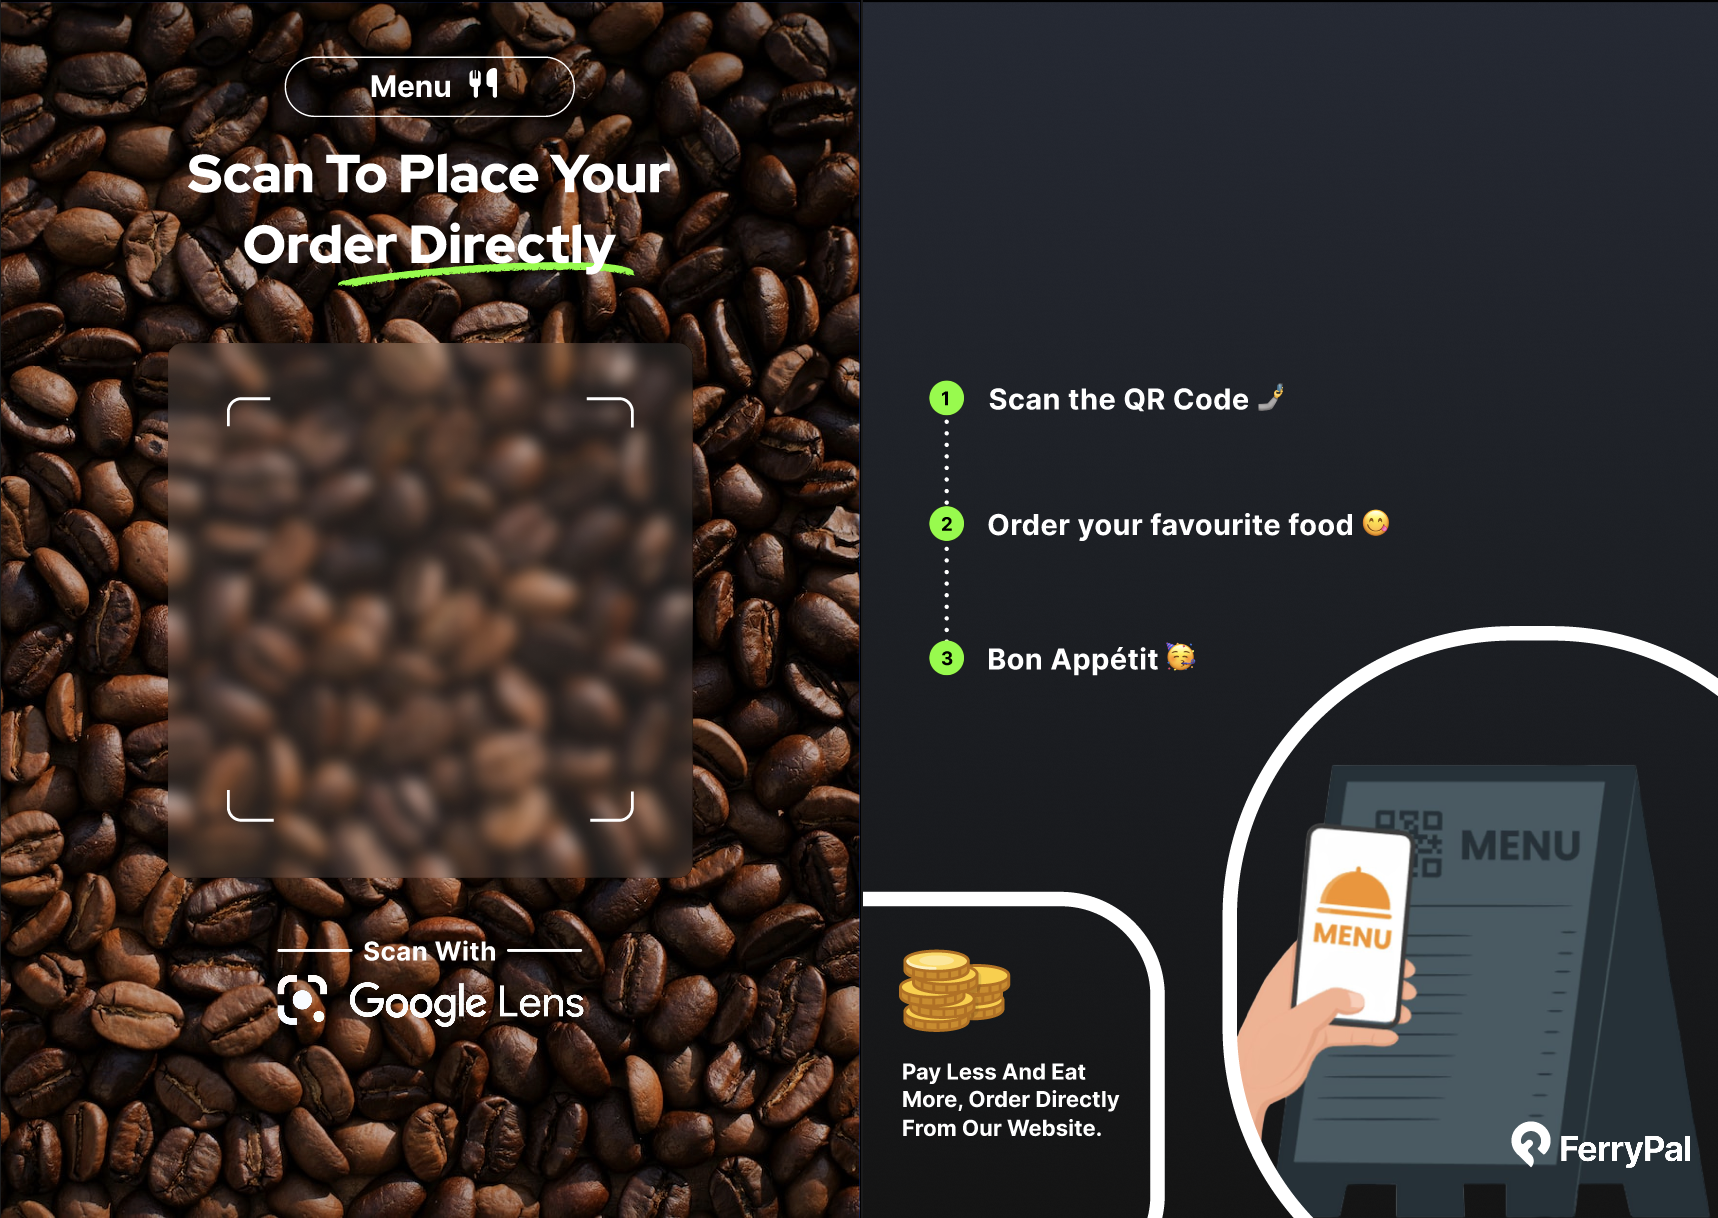 Menu
Scan To Place Your
Order Directly
Scan With
Google Lens
1 Scan the QR Code 🤳
2 Order your favourite food 😋
3 Bon Appétit 🥳
MENU
MENU
Pay Less And Eat
More, Order Directly
From Our Website.
FerryPal